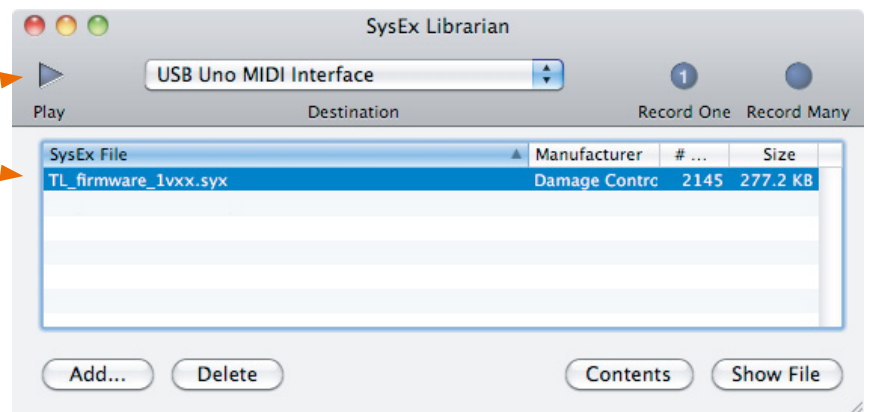 SysEx Librarian
USB Uno MIDI Interface
1
Play Destination Record One Record Many
SysEx File Manufacturer # ... Size
TL_firmware_1vxx.syx Damage Contrc 2145 277.2 KB
Add... Delete Contents Show File